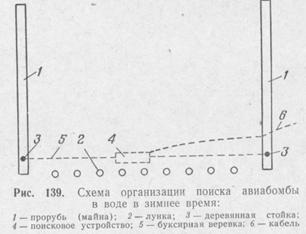 1
1
6
3
5
2
4
3
Рис. 139. Схема организации поиска авиабомбы
в воде в зимнее время:
1 — прорубь (майна); 2 — лунка; 3 — деревянная стойка;
4 — поисковое устройство; 5 — буксирная веревка; 6 — кабель